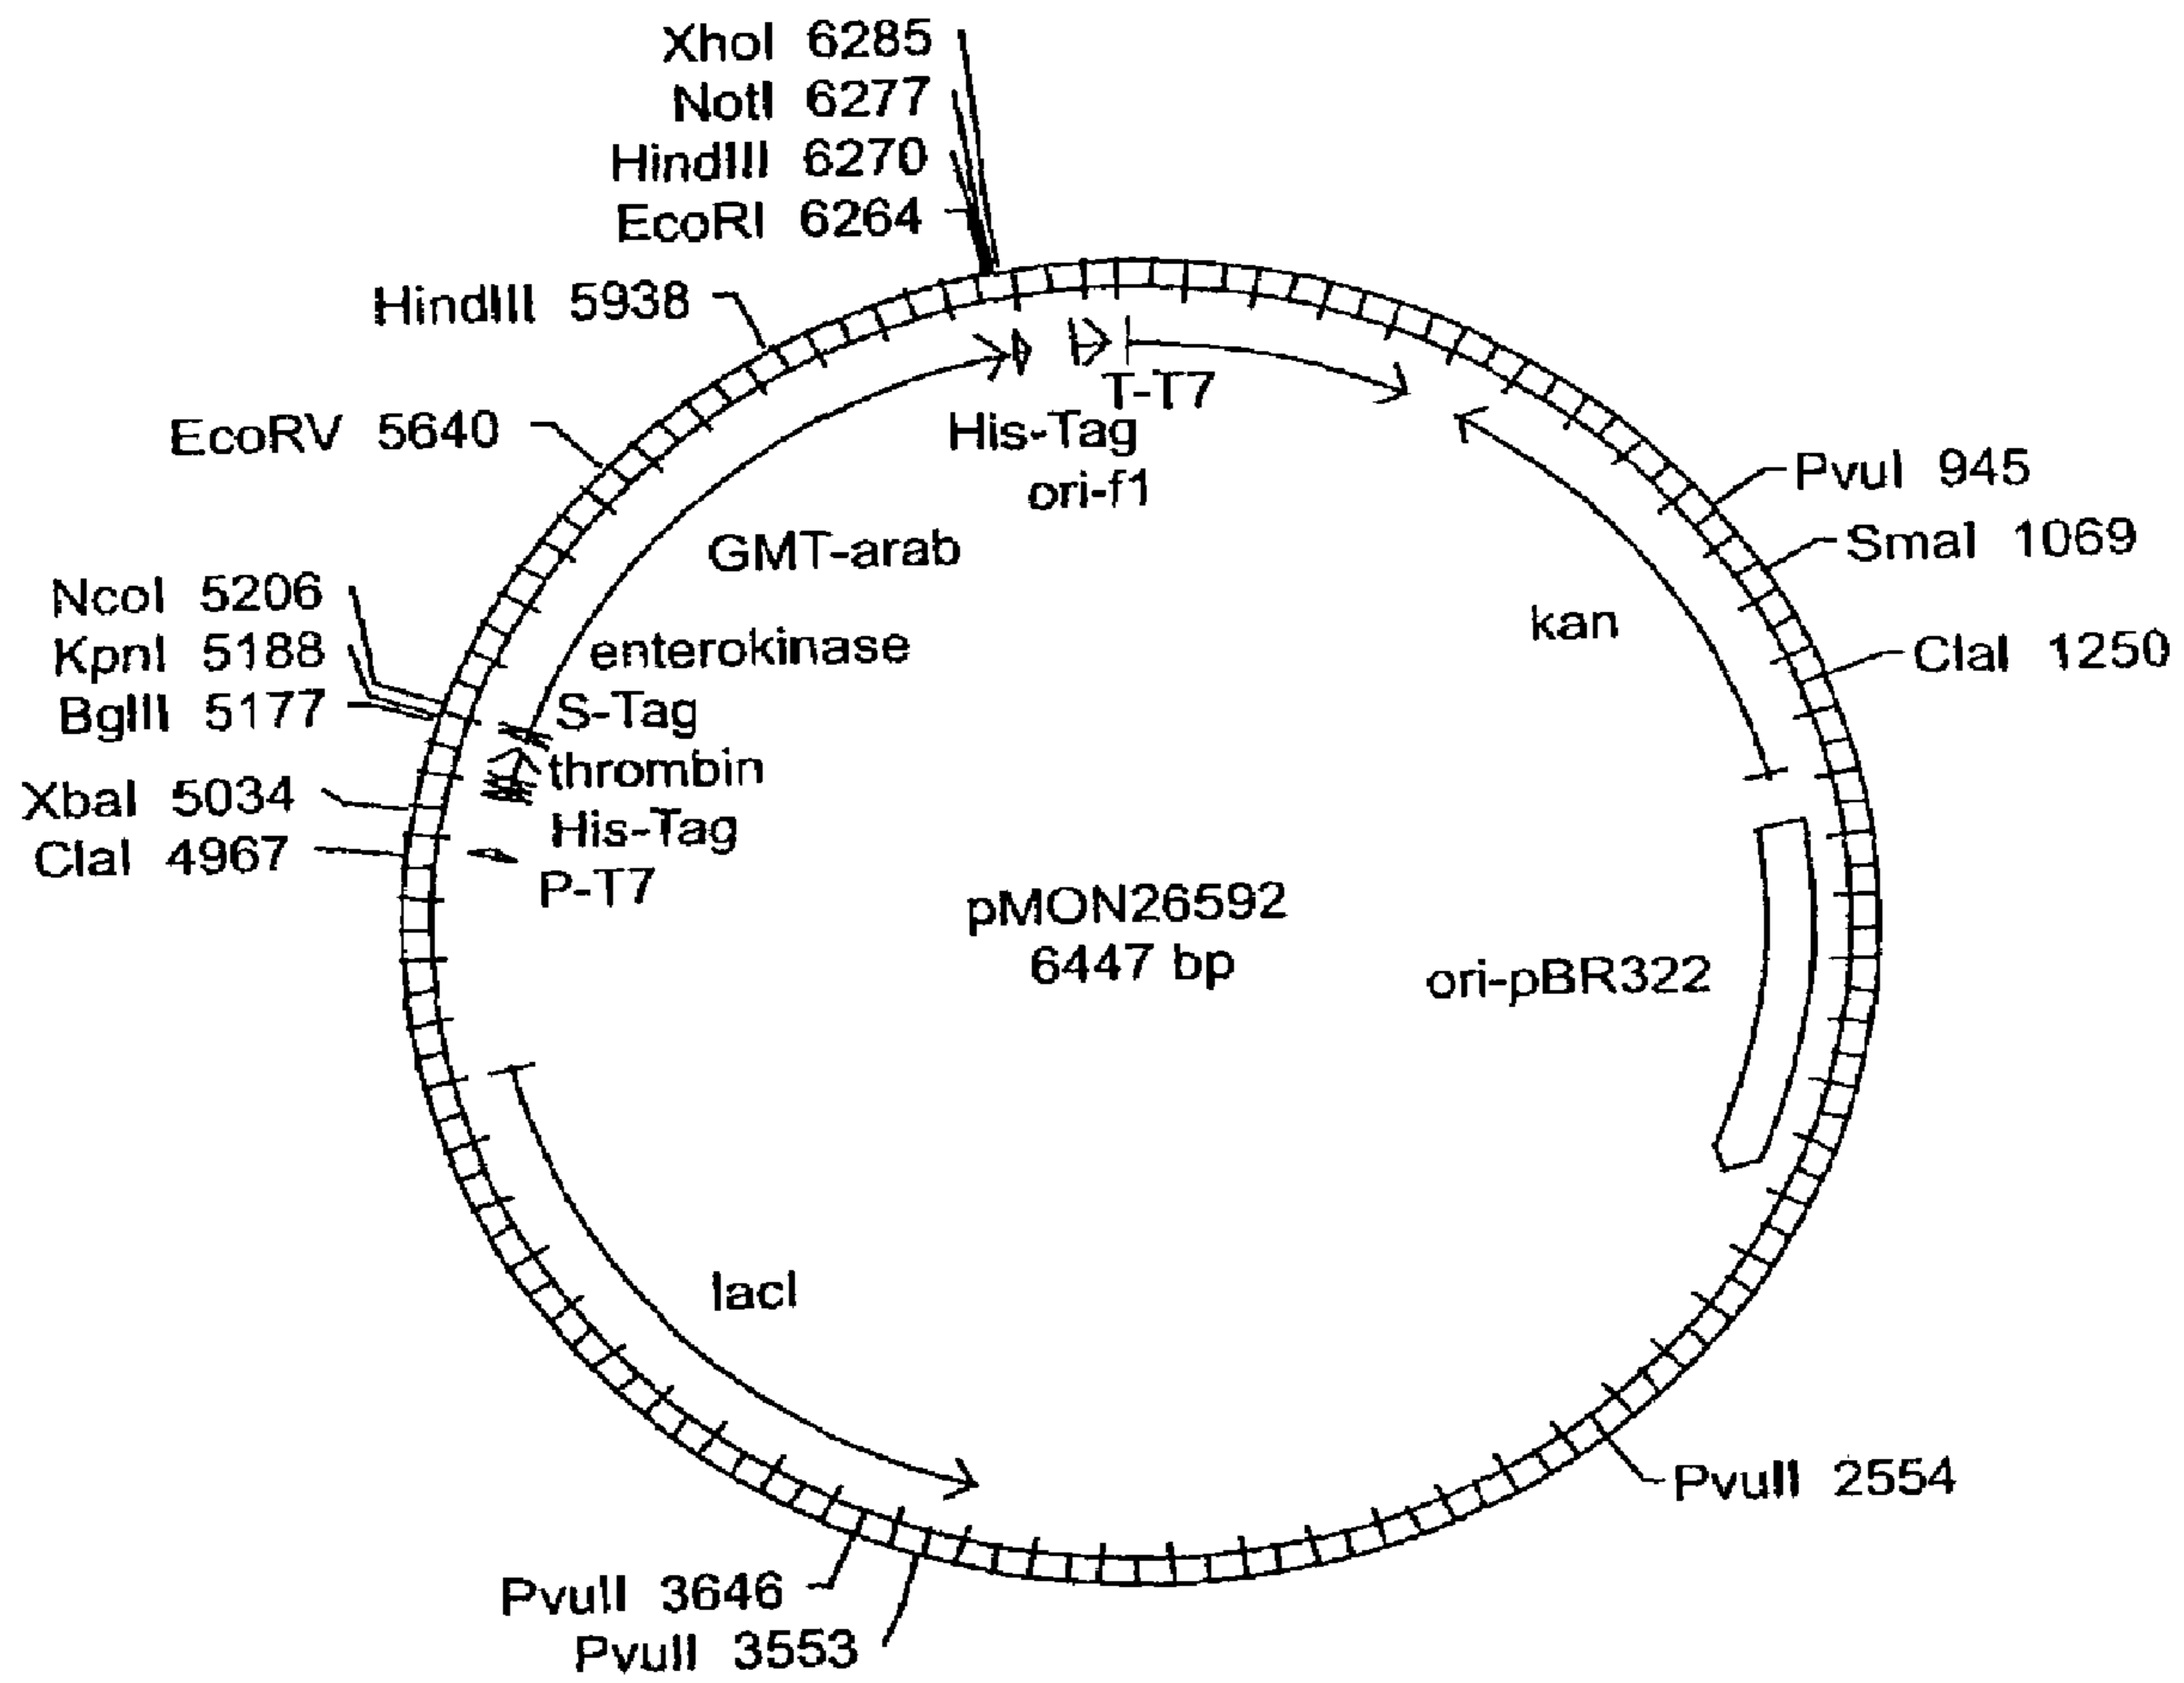 XhoI 6285
NotI 6277
HindIII 6270
EcoRI 6264
HindIII 5938
EcoRV 5640
NcoI 5206
KpnI 5188
BglII 5177
XbaI 5034
ClaI 4967
T-T7
His-Tag
ori-f1
GMT-arab
enterokinase
S-Tag
thrombin
His-Tag
P-T7
PvuI 945
SmaI 1069
kan
ClaI 1250
pMON26592
6447 bp
ori-pBR322
lacI
PvuII 2554
PvuII 3646
PvuII 3553